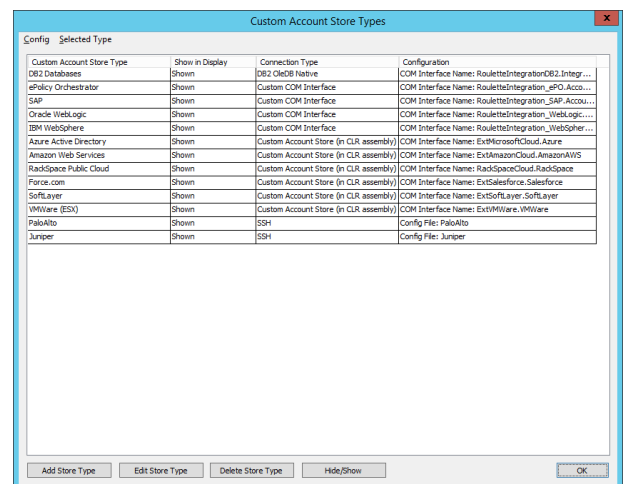 Custom Account Store Types
x
Config Selected Type
Custom Account Store Type Show in Display Connection Type Configuration
DB2 Databases Shown DB2 OleDB Native COM Interface Name: RouletteIntegrationDB2.Integr...
ePolicy Orchestrator Shown Custom COM Interface COM Interface Name: RouletteIntegration_ePO.Acco...
SAP Shown Custom COM Interface COM Interface Name: RouletteIntegration_SAP.Accou...
Oracle WebLogic Shown Custom COM Interface COM Interface Name: RouletteIntegration_WebLogic....
IBM WebSphere Shown Custom COM Interface COM Interface Name: RouletteIntegration_WebSpher...
Azure Active Directory Shown Custom Account Store (in CLR assembly) COM Interface Name: ExtMicrosoftCloud.Azure
Amazon Web Services Shown Custom Account Store (in CLR assembly) COM Interface Name: ExtAmazonCloud.AmazonAWS
RackSpace Public Cloud Shown Custom Account Store (in CLR assembly) COM Interface Name: RackSpaceCloud.RackSpace
Force.com Shown Custom Account Store (in CLR assembly) COM Interface Name: ExtSalesforce.Salesforce
SoftLayer Shown Custom Account Store (in CLR assembly) COM Interface Name: ExtSoftLayer.SoftLayer
VMWare (ESX) Shown Custom Account Store (in CLR assembly) COM Interface Name: ExtVMWare.VMWare
PaloAlto Shown SSH Config File: PaloAlto
Juniper Shown SSH Config File: Juniper
Add Store Type Edit Store Type Delete Store Type Hide/Show OK